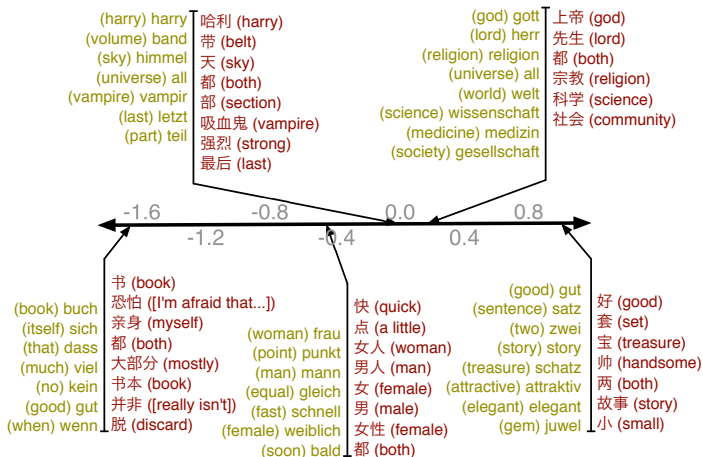 (harry) harry
(volume) band
(sky) himmel
(universe) all
(vampire) vampir
(last) letzt
(part) teil
哈利 (harry)
带 (belt)
天 (sky)
都 (both)
部 (section)
吸血鬼 (vampire)
强烈 (strong)
最后 (last)
(god) gott
(lord) herr
(religion) religion
(universe) all
(world) welt
(science) wissenschaft
(medicine) medizin
(society) gesellschaft
上帝 (god)
先生 (lord)
都 (both)
宗教 (religion)
科学 (science)
社会 (community)
-1.6 -0.8 0.0 0.8
-1.2 -0.4 0.4
(book) buch
(itself) sich
(that) dass
(much) viel
(no) kein
(good) gut
(when) wenn
书 (book)
恐怕 ([I'm afraid that...])
亲身 (myself)
都 (both)
大部分 (mostly)
书本 (book)
并非 ([really isn't])
脱 (discard)
(woman) frau
(point) punkt
(man) mann
(equal) gleich
(fast) schnell
(female) weiblich
(soon) bald
快 (quick)
点 (a little)
女人 (woman)
男人 (man)
女 (female)
男 (male)
女性 (female)
都 (both)
(good) gut
(sentence) satz
(two) zwei
(story) story
(treasure) schatz
(attractive) attraktiv
(elegant) elegant
(gem) juwel
好 (good)
套 (set)
宝 (treasure)
帅 (handsome)
两 (both)
故事 (story)
小 (small)